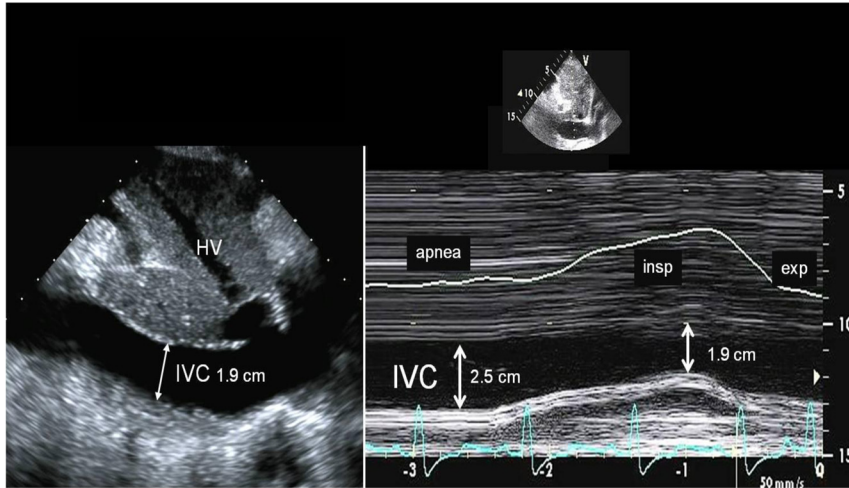 V
5
10
15
HV
IVC 1.9 cm
apnea
insp
exp
IVC
2.5 cm
1.9 cm
5
10
15
-3
-2
-1
0
50 mm/s